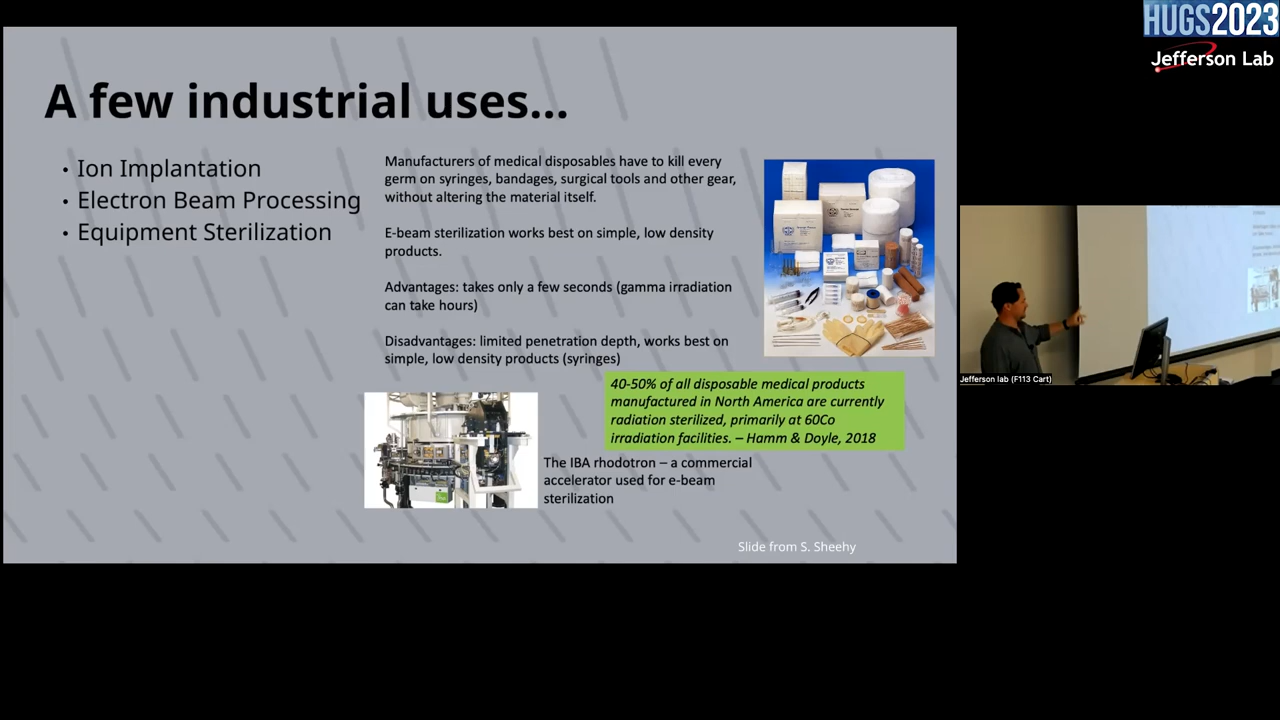 HUGS2023
Jefferson Lab
A few industrial uses...
• Ion Implantation
• Electron Beam Processing
• Equipment Sterilization
Manufacturers of medical disposables have to kill every
germ on syringes, bandages, surgical tools and other gear,
without altering the material itself.
E-beam sterilization works best on simple, low density
products.
Advantages: takes only a few seconds (gamma irradiation
can take hours)
Disadvantages: limited penetration depth, works best on
simple, low density products (syringes)
40-50% of all disposable medical products
manufactured in North America are currently
radiation sterilized, primarily at 60Co
irradiation facilities. – Hamm & Doyle, 2018
The IBA rhodotron – a commercial
accelerator used for e-beam
sterilization
Slide from S. Sheehy
Jefferson lab (F113 Cart)